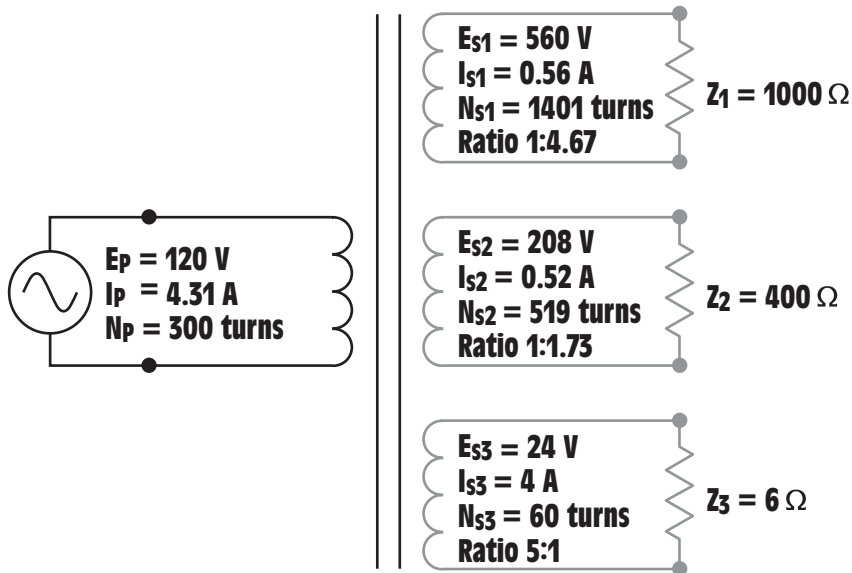 Es1 = 560 V
Is1 = 0.56 A
Ns1 = 1401 turns
Ratio 1:4.67
Z1 = 1000 Ω
EP = 120 V
IP = 4.31 A
NP = 300 turns
Es2 = 208 V
Is2 = 0.52 A
Ns2 = 519 turns
Ratio 1:1.73
Z2 = 400 Ω
Es3 = 24 V
Is3 = 4 A
Ns3 = 60 turns
Ratio 5:1
Z3 = 6 Ω